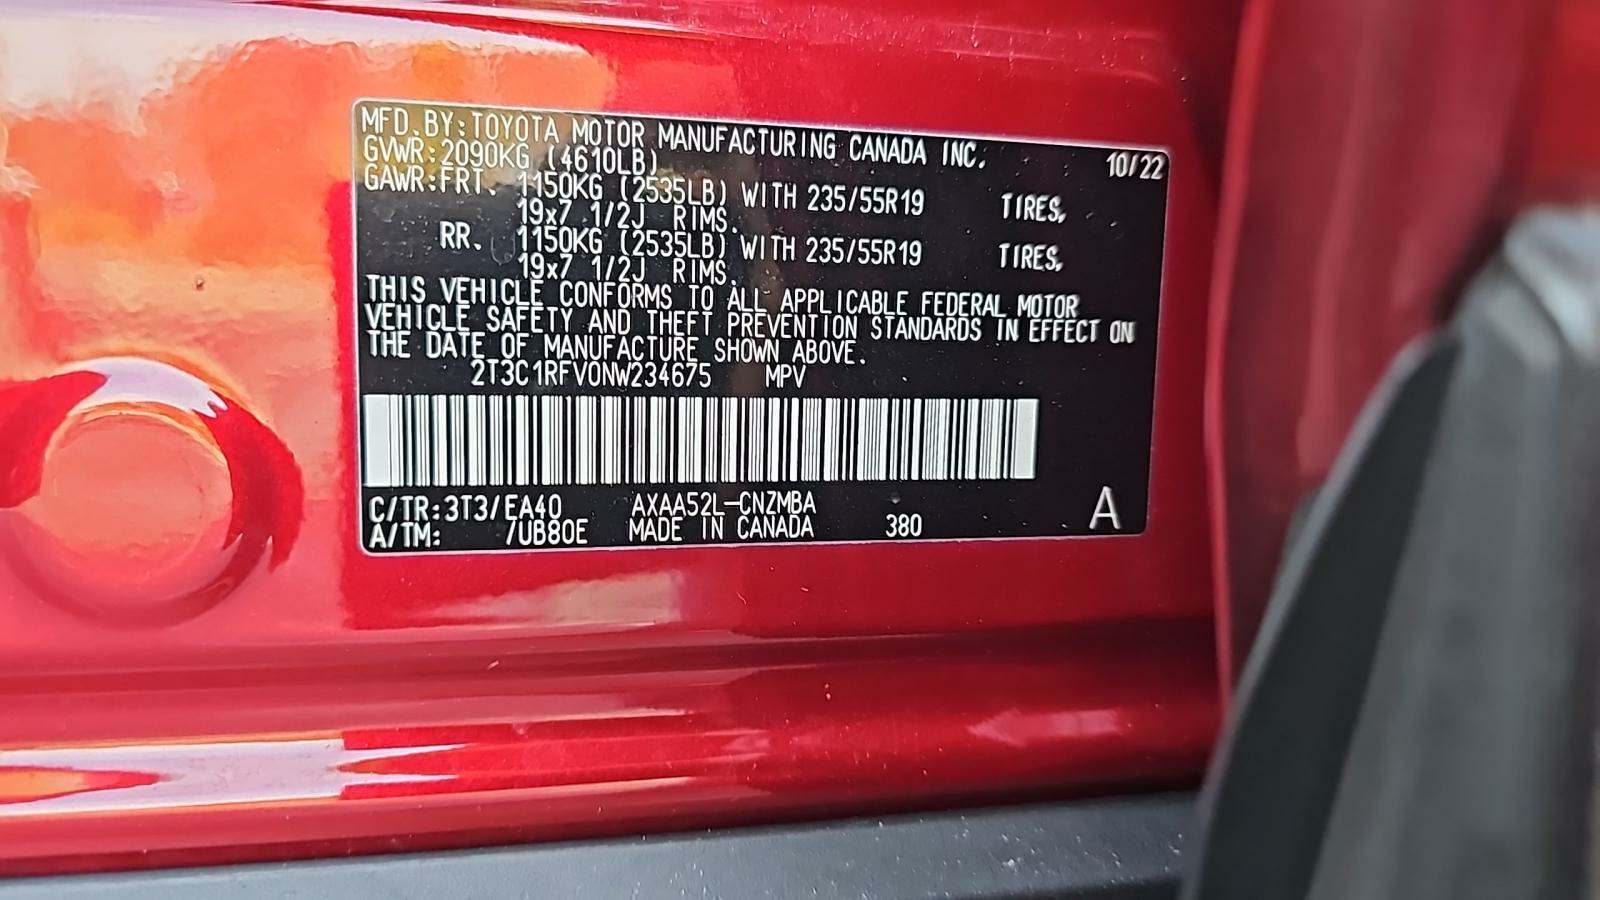 MFD.BY:TOYOTA MOTOR MANUFACTURING CANADA INC. 10/22
GVWR:2090KG (4610LB)
GAWR:FRT. 1150KG (2535LB) WITH 235/55R19 TIRES,
19x7 1/2J RIMS.
RR. 1150KG (2535LB) WITH 235/55R19 TIRES,
19x7 1/2J RIMS.
THIS VEHICLE CONFORMS TO ALL APPLICABLE FEDERAL MOTOR
VEHICLE SAFETY AND THEFT PREVENTION STANDARDS IN EFFECT ON
THE DATE OF MANUFACTURE SHOWN ABOVE.
2T3C1RFV0NW234675 MPV
C/TR:3T3/EA40 AXAA52L-CNZMBA
A/TM: /UB80E MADE IN CANADA 380 A